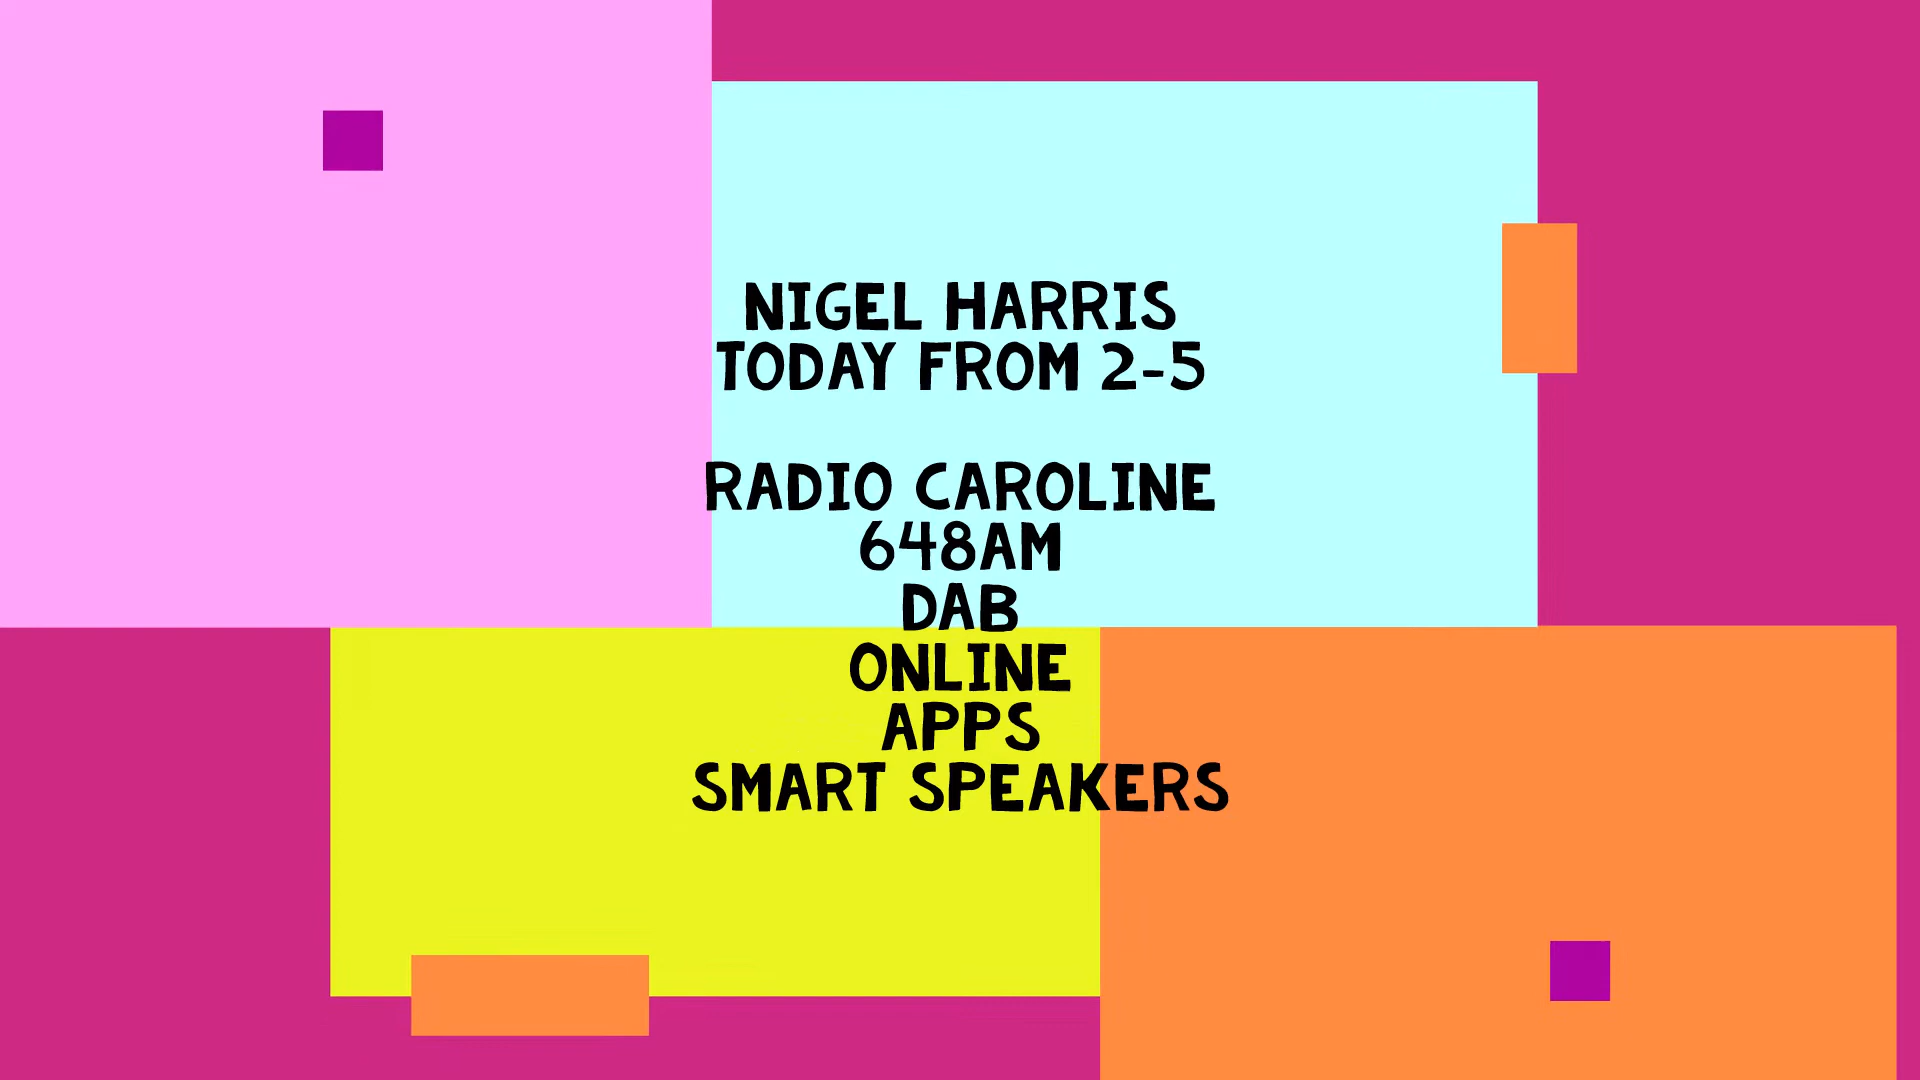 NIGEL HARRIS
TODAY FROM 2-5
RADIO CAROLINE
648AM
DAB
ONLINE
APPS
SMART SPEAKERS